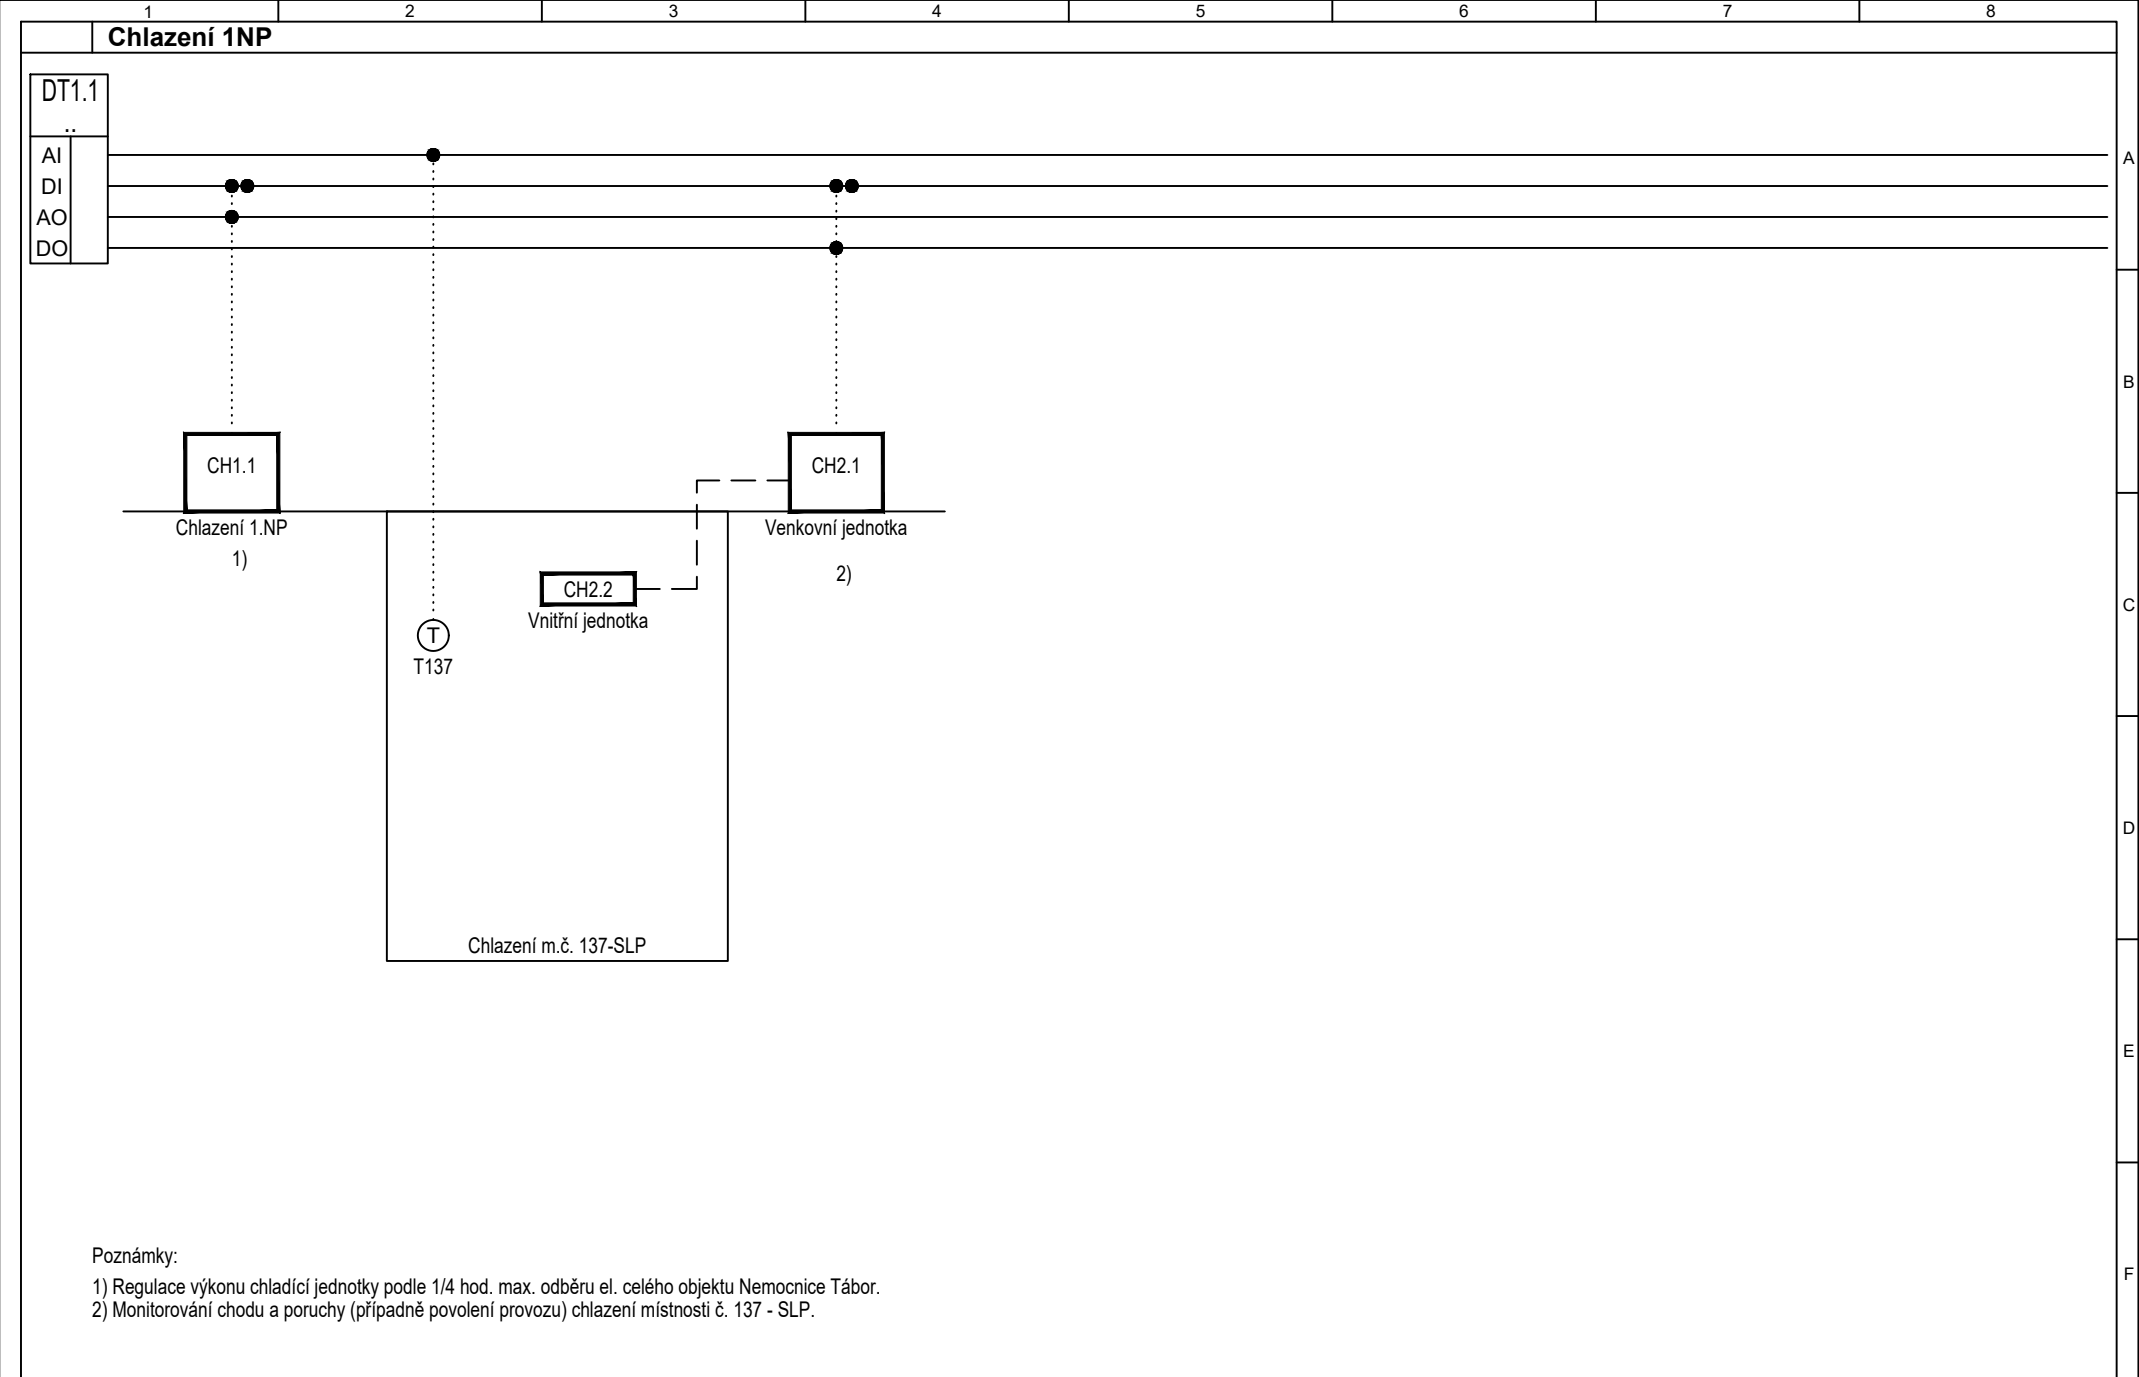 1 2 3 4 5 6 7 8
Chlazení 1NP
DT1.1
..
AI
DI
AO
DO
A
B
C
D
E
F
CH1.1
Chlazení 1.NP
1)
CH2.1
Venkovní jednotka
2)
CH2.2
Vnitřní jednotka
T
T137
Chlazení m.č. 137-SLP
Poznámky:
1) Regulace výkonu chladící jednotky podle 1/4 hod. max. odběru el. celého objektu Nemocnice Tábor.
2) Monitorování chodu a poruchy (případně povolení provozu) chlazení místnosti č. 137 - SLP.